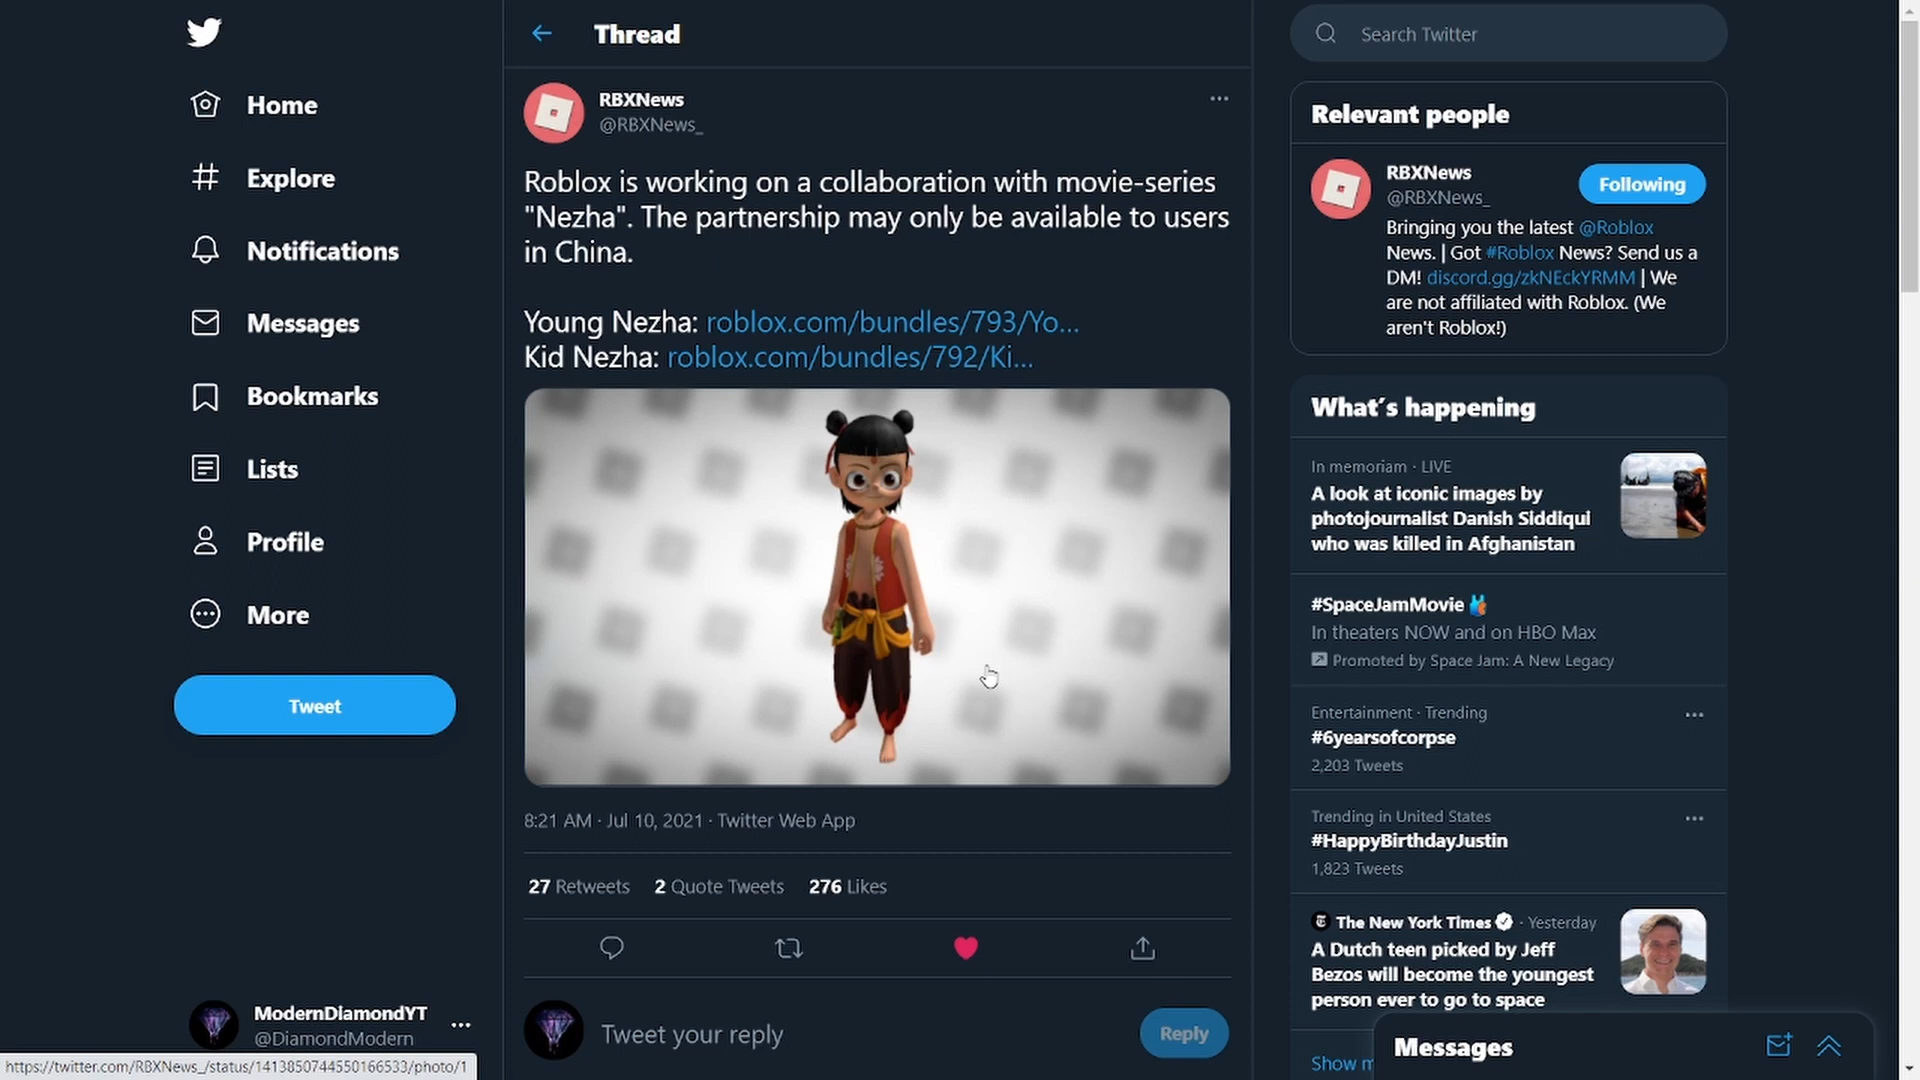 Home
Explore
Notifications
Messages
Bookmarks
Lists
Profile
More
Tweet
ModernDiamondYT
@DiamondModern
https://twitter.com/RBXNews_/status/1413850744550166533/photo/1
Thread
RBXNews
@RBXNews_
Roblox is working on a collaboration with movie-series
"Nezha". The partnership may only be available to users
in China.
Young Nezha: roblox.com/bundles/793/Yo...
Kid Nezha: roblox.com/bundles/792/Ki...
8:21 AM · Jul 10, 2021 · Twitter Web App
27 Retweets 2 Quote Tweets 276 Likes
Tweet your reply
Reply
Search Twitter
Relevant people
RBXNews
@RBXNews_
Following
Bringing you the latest @Roblox
News. | Got #Roblox News? Send us a
DM! discord.gg/zkNEckYRMM | We
are not affiliated with Roblox. (We
aren't Roblox!)
What's happening
In memoriam · LIVE
A look at iconic images by
photojournalist Danish Siddiqui
who was killed in Afghanistan
#SpaceJamMovie
In theaters NOW and on HBO Max
Promoted by Space Jam: A New Legacy
Entertainment · Trending
#6yearsofcorpse
2,203 Tweets
Trending in United States
#HappyBirthdayJustin
1,823 Tweets
The New York Times · Yesterday
A Dutch teen picked by Jeff
Bezos will become the youngest
person ever to go to space
Show m
Messages